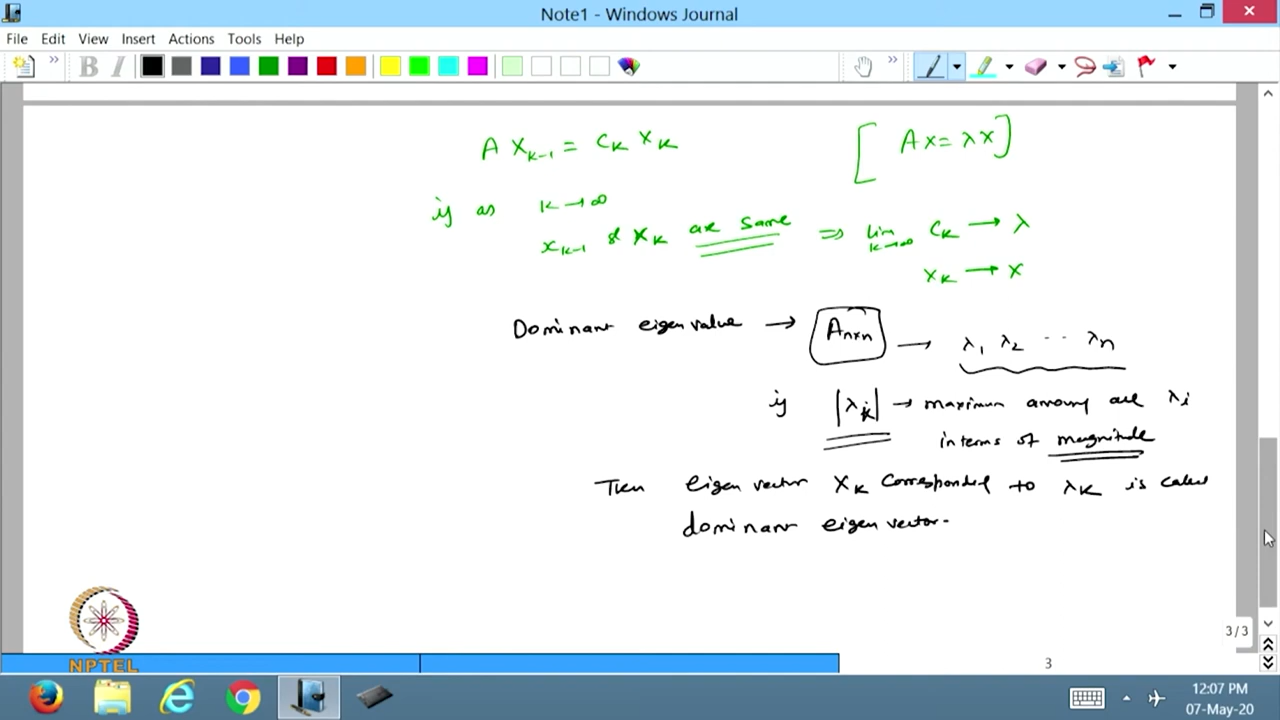 Note1 - Windows Journal
File Edit View Insert Actions Tools Help
B I
A x_{k-1} = C_k x_k [ Ax = λx ]
if as k → ∞
x_{k-1} & x_k are same ⇒ lim_{k→∞} C_k → λ
x_k → x
Dominant eigen value → A_{n×n} → λ_1 λ_2 ... λ_n
if |λ_k| → maximum among all λ_i
in terms of magnitude
Then eigen vector x_k corresponded to λ_k is called
dominant eigen vector.
3 / 3
3
NPTEL
12:07 PM
07-May-20